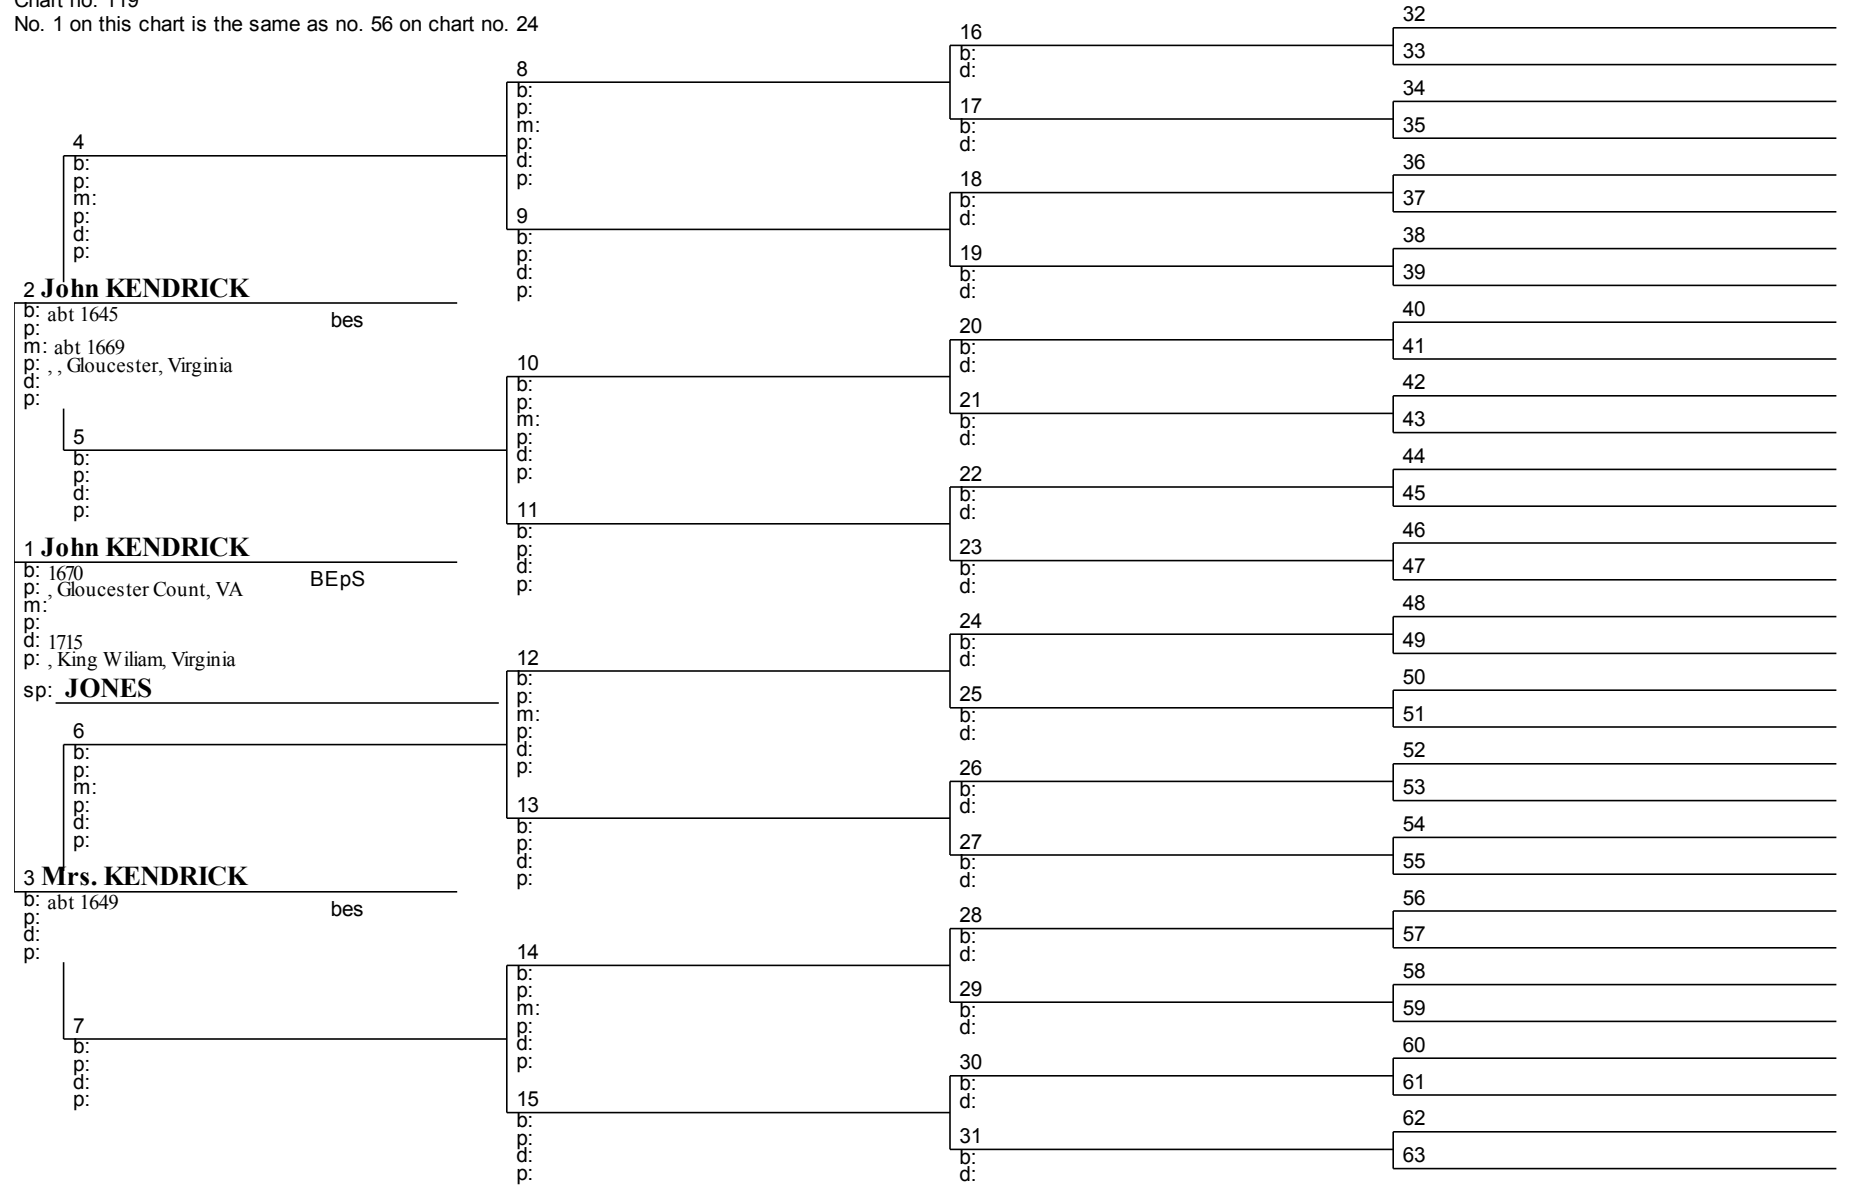 Chart no. 119
No. 1 on this chart is the same as no. 56 on chart no. 24
4
b:
p:
m:
p:
d:
p:
2 John KENDRICK
b: abt 1645
bes
p:
m: abt 1669
p: , , Gloucester, Virginia
d:
p:
5
b:
p:
d:
p:
1 John KENDRICK
b: 1670
BEpS
p: , Gloucester Count, VA
m:
p:
d: 1715
p: , King Wiliam, Virginia
sp: JONES
6
b:
p:
m:
p:
d:
p:
3 Mrs. KENDRICK
b: abt 1649
bes
p:
d:
p:
7
b:
p:
d:
p:
8
b:
p:
m:
p:
d:
p:
9
b:
p:
d:
p:
10
b:
p:
m:
p:
d:
p:
11
b:
p:
d:
p:
12
b:
p:
m:
p:
d:
p:
13
b:
p:
d:
p:
14
b:
p:
m:
p:
d:
p:
15
b:
p:
d:
p:
16
b:
d:
17
b:
d:
18
b:
d:
19
b:
d:
20
b:
d:
21
b:
d:
22
b:
d:
23
b:
d:
24
b:
d:
25
b:
d:
26
b:
d:
27
b:
d:
28
b:
d:
29
b:
d:
30
b:
d:
31
b:
d:
32
33
34
35
36
37
38
39
40
41
42
43
44
45
46
47
48
49
50
51
52
53
54
55
56
57
58
59
60
61
62
63